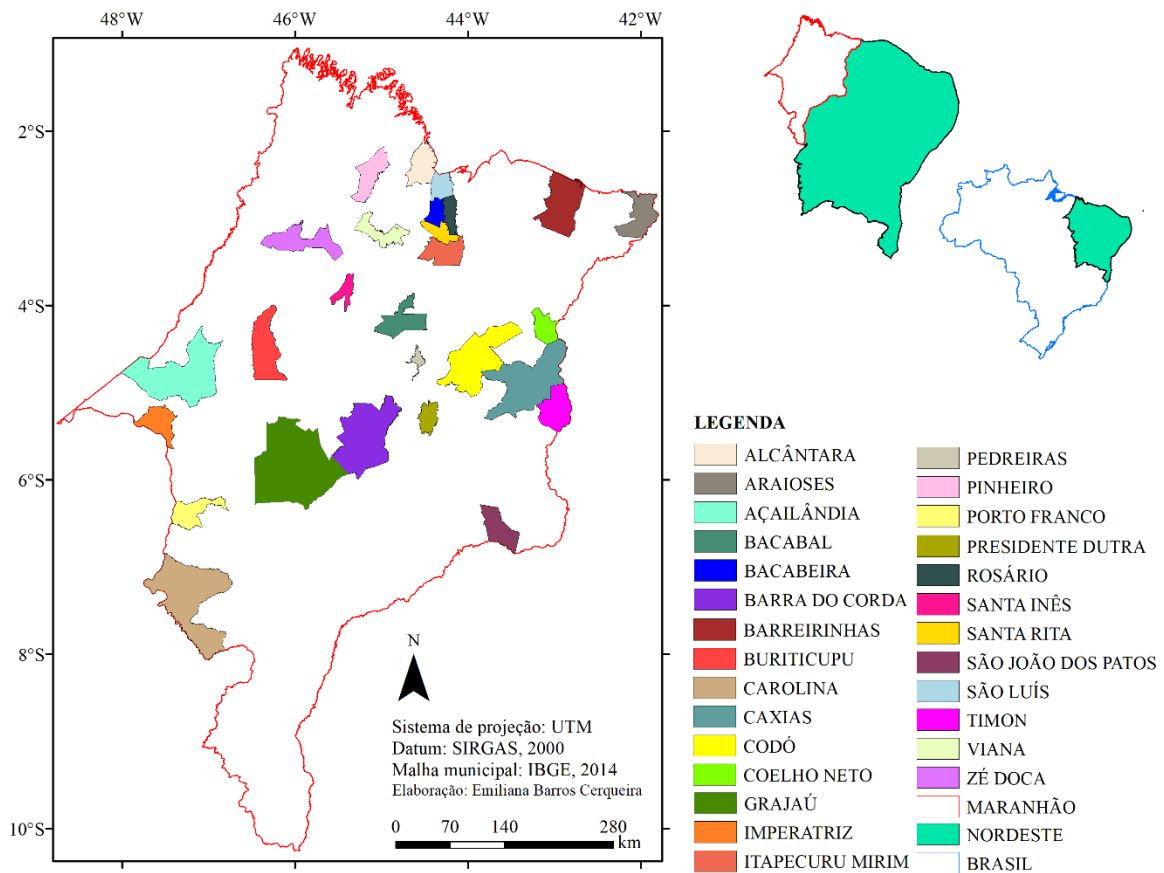 48°W 46°W 44°W 42°W
2°S
4°S
6°S
8°S
10°S
N
Sistema de projeção: UTM
Datum: SIRGAS, 2000
Malha municipal: IBGE, 2014
Elaboração: Emiliana Barros Cerqueira
0 70 140 280
km
LEGENDA
ALCÂNTARA
ARAIOSES
AÇAILÂNDIA
BACABAL
BACABEIRA
BARRA DO CORDA
BARREIRINHAS
BURITICUPU
CAROLINA
CAXIAS
CODÓ
COELHO NETO
GRAJAÚ
IMPERATRIZ
ITAPECURU MIRIM
PEDREIRAS
PINHEIRO
PORTO FRANCO
PRESIDENTE DUTRA
ROSÁRIO
SANTA INÊS
SANTA RITA
SÃO JOÃO DOS PATOS
SÃO LUÍS
TIMON
VIANA
ZÉ DOCA
MARANHÃO
NORDESTE
BRASIL